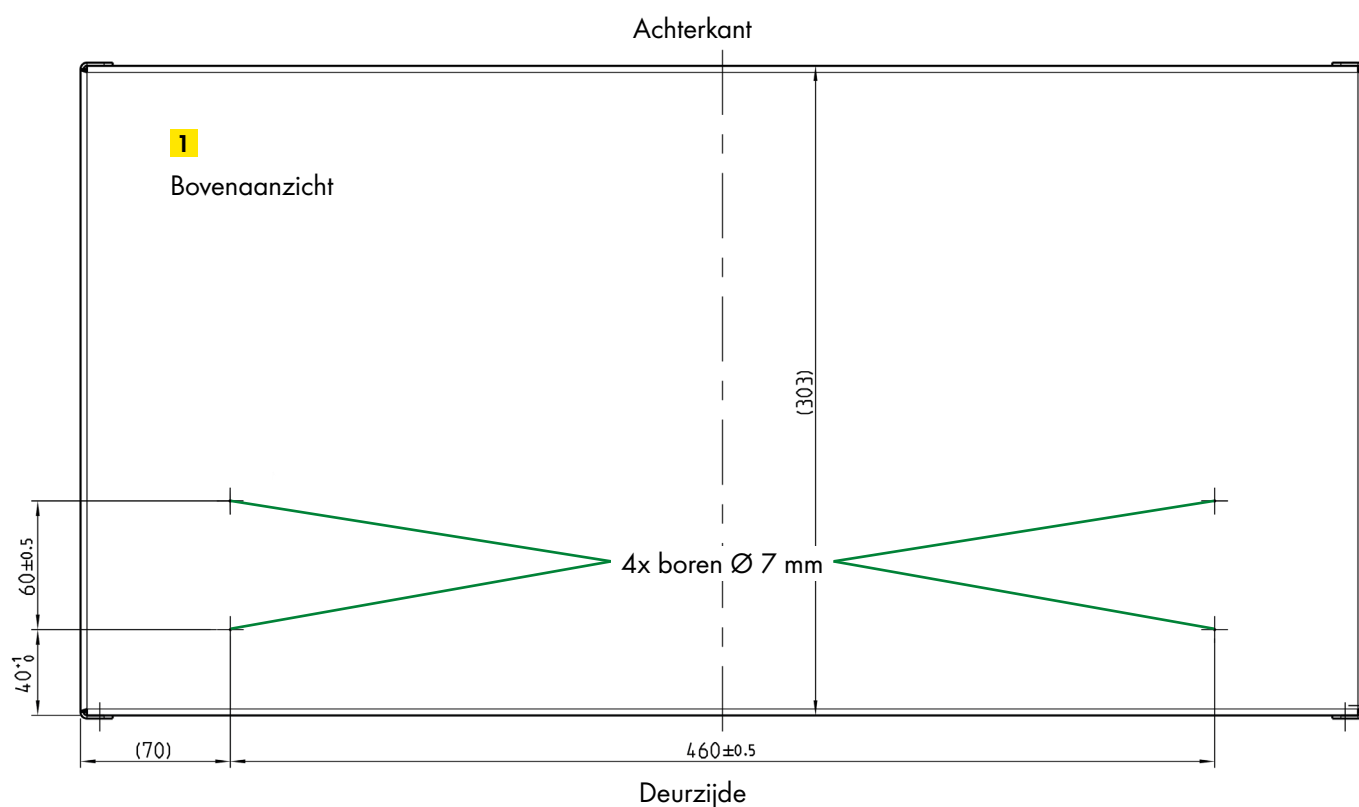 Achterkant
1
Bovenaanzicht
(303)
4x boren Ø 7 mm
60±0.5
40+1 0
(70)
460±0.5
Deurzijde